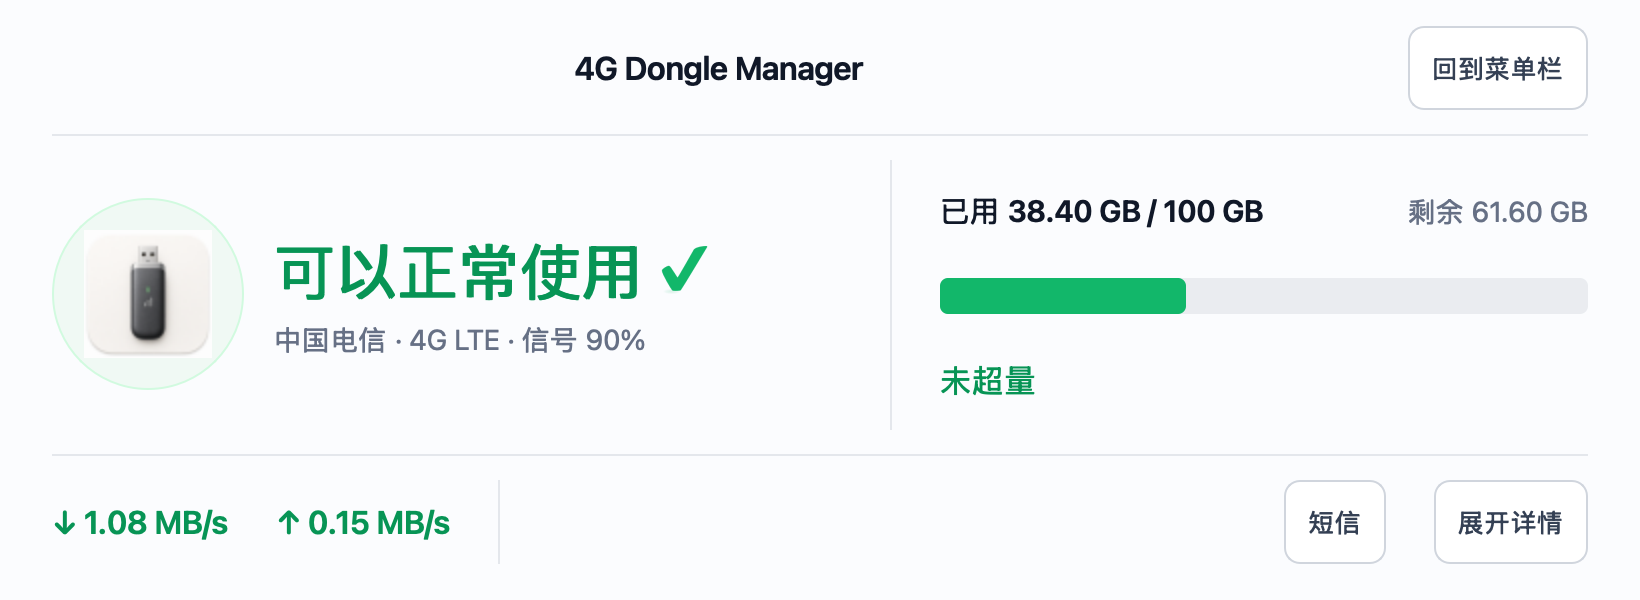 4G Dongle Manager
回到菜单栏
可以正常使用 ✓
中国电信 · 4G LTE · 信号 90%
已用 38.40 GB / 100 GB
剩余 61.60 GB
未超量
↓ 1.08 MB/s
↑ 0.15 MB/s
短信
展开详情